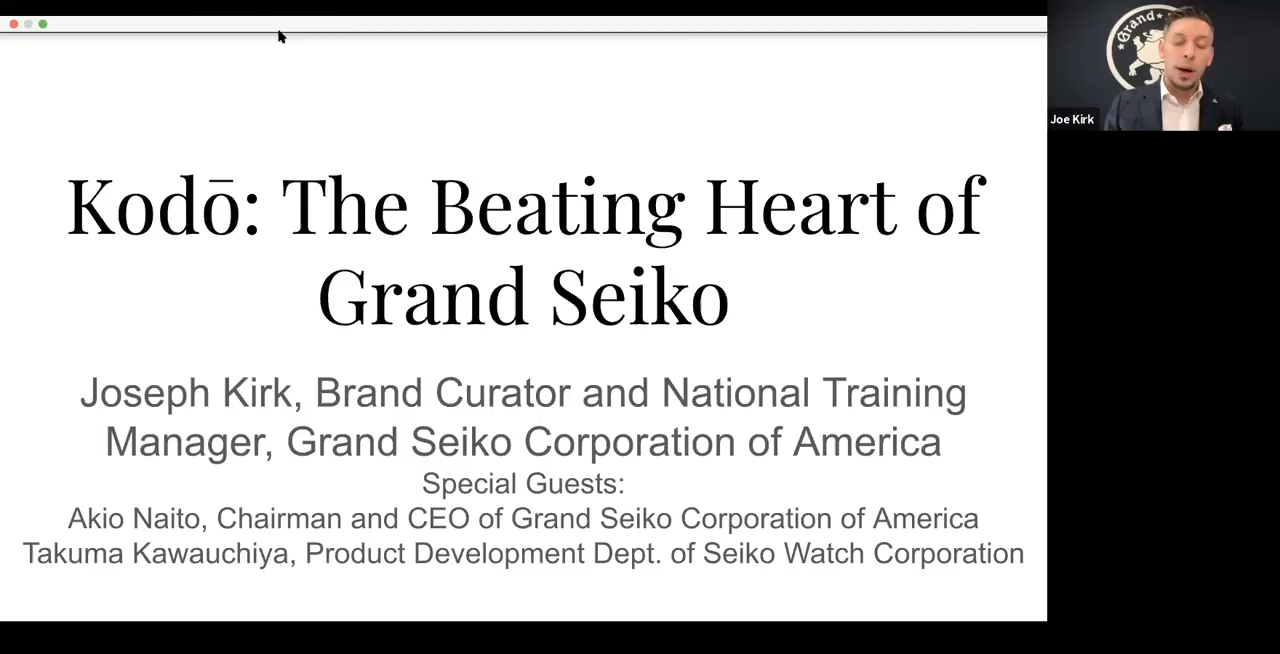 Kodō: The Beating Heart of
Grand Seiko
Joseph Kirk, Brand Curator and National Training
Manager, Grand Seiko Corporation of America
Special Guests:
Akio Naito, Chairman and CEO of Grand Seiko Corporation of America
Takuma Kawauchiya, Product Development Dept. of Seiko Watch Corporation
Grand
Joe Kirk